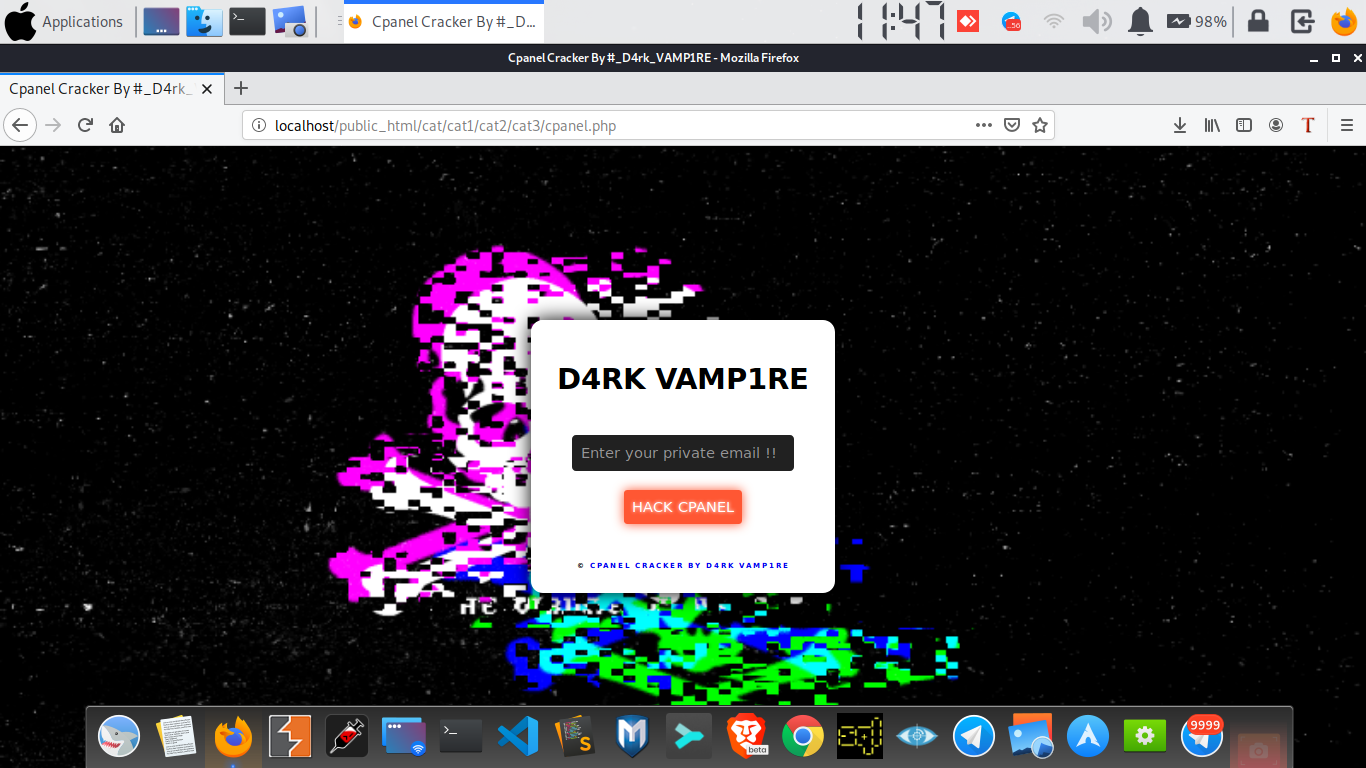 Applications
Cpanel Cracker By #_D...
11:47
.56
98%
Cpanel Cracker By #_D4rk_VAMP1RE - Mozilla Firefox
Cpanel Cracker By #_D4rk_
localhost/public_html/cat/cat1/cat2/cat3/cpanel.php
D4RK VAMP1RE
Enter your private email !!
HACK CPANEL
© CPANEL CRACKER BY D4RK VAMP1RE
beta
9999